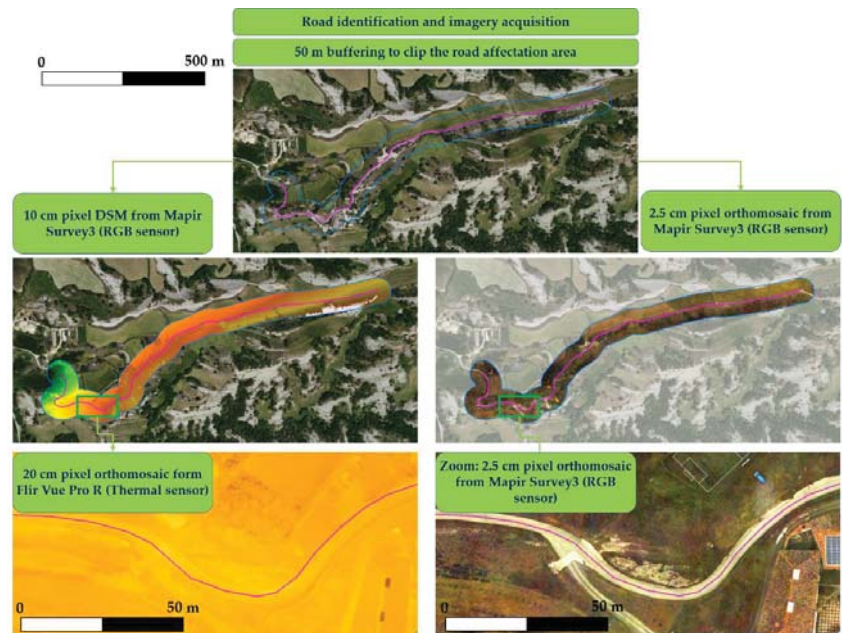 Road identification and imagery acquisition
50 m buffering to clip the road affectation area
0
500 m
10 cm pixel DSM from Mapir
Survey3 (RGB sensor)
2.5 cm pixel orthomosaic from
Mapir Survey3 (RGB sensor)
20 cm pixel orthomosaic form
Flir Vue Pro R (Thermal sensor)
Zoom: 2.5 cm pixel orthomosaic
from Mapir Survey3 (RGB
sensor)
0
50 m
0
50 m